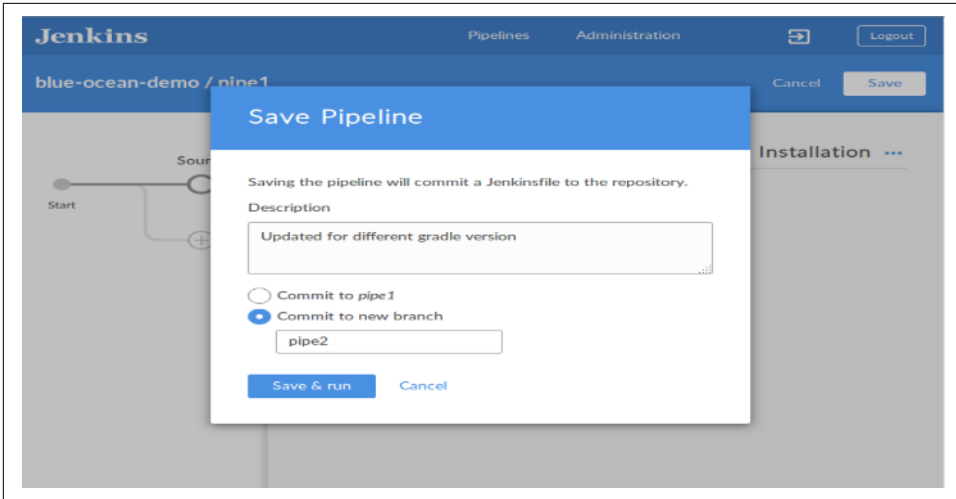 Jenkins
Pipelines
Administration
Logout
blue-ocean-demo / pipe1
Cancel
Save
Save Pipeline
Sour
Installation
Start
Saving the pipeline will commit a Jenkinsfile to the repository.
Description
Updated for different gradle version
Commit to pipe1
Commit to new branch
pipe2
Save & run
Cancel